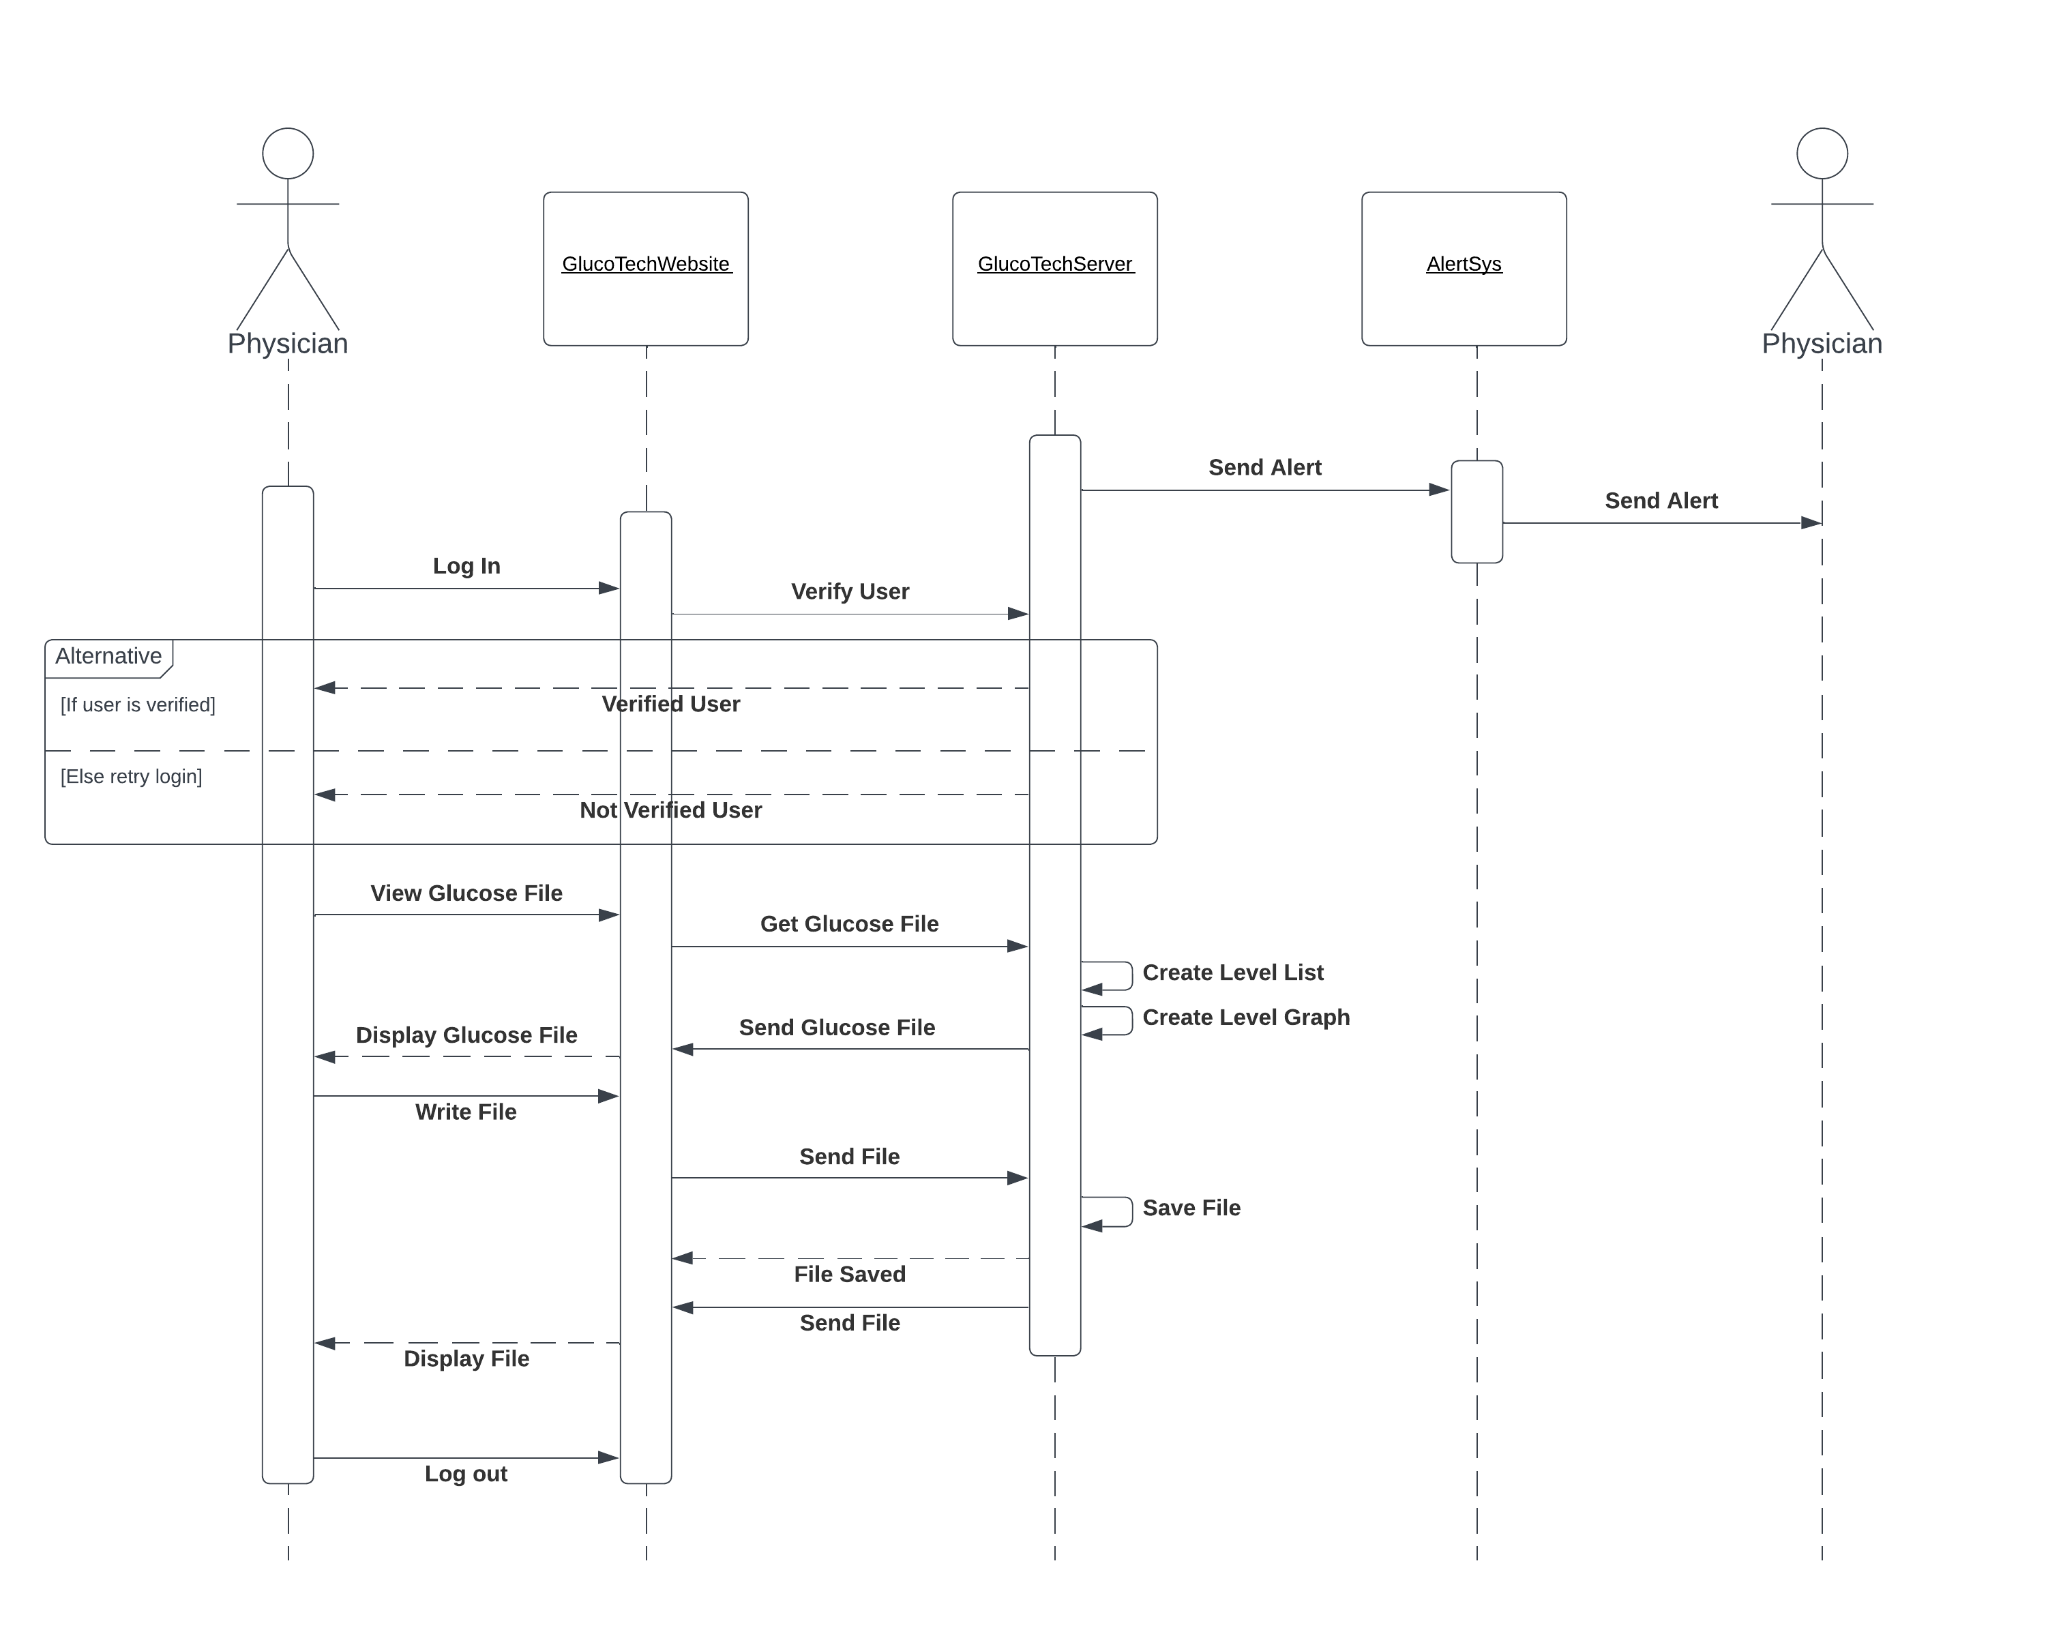 Physician
GlucoTechWebsite
GlucoTechServer
AlertSys
Physician
Send Alert
Send Alert
Log In
Verify User
Alternative
[If user is verified]
Verified User
[Else retry login]
Not Verified User
View Glucose File
Get Glucose File
Create Level List
Create Level Graph
Send Glucose File
Display Glucose File
Write File
Send File
Save File
File Saved
Send File
Display File
Log out